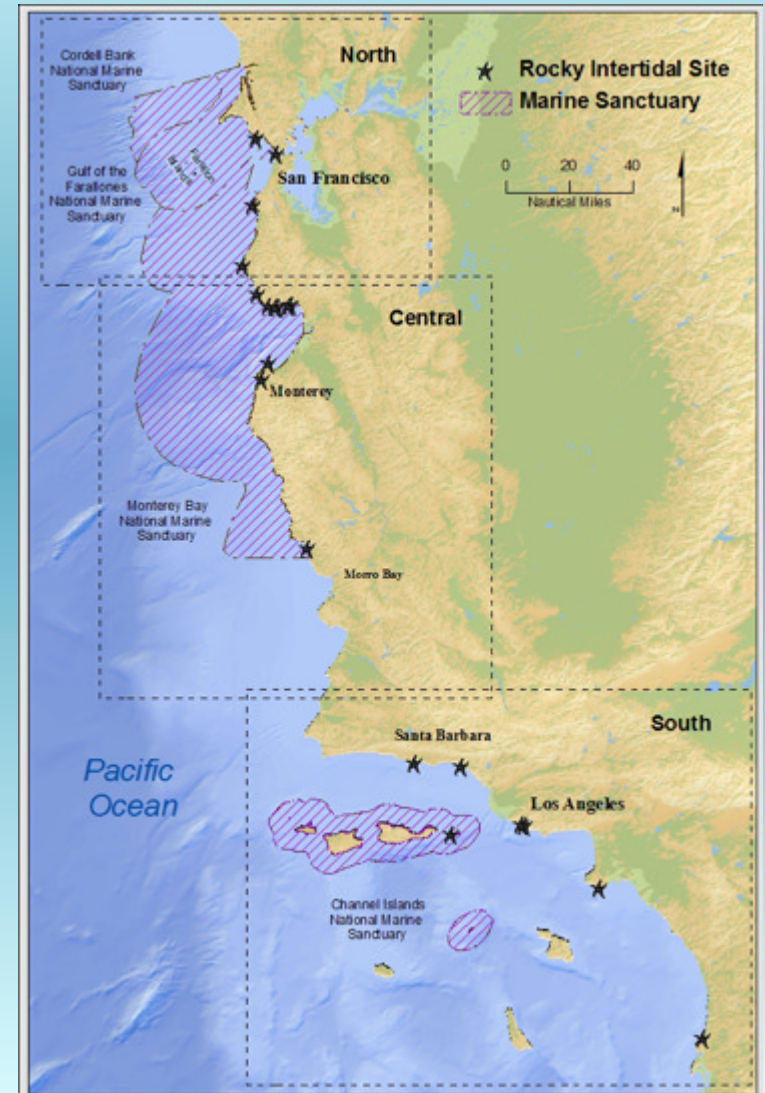 Cordell Bank
National Marine
Sanctuary
North
Rocky Intertidal Site
Marine Sanctuary
0 20 40
Nautical Miles
N
Farallon
Islands
Gulf of the
Farallones
National Marine
Sanctuary
San Francisco
Central
Monterey
Monterey Bay
National Marine
Sanctuary
Morro Bay
South
Santa Barbara
Pacific
Ocean
Los Angeles
Channel Islands
National Marine
Sanctuary